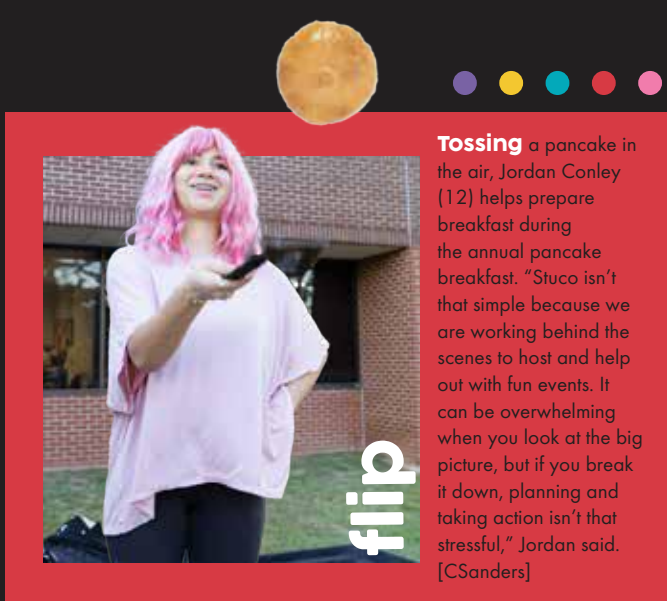 Tossing a pancake in
the air, Jordan Conley
(12) helps prepare
breakfast during
the annual pancake
breakfast. “Stuco isn’t
that simple because we
are working behind the
scenes to host and help
out with fun events. It
can be overwhelming
when you look at the big
picture, but if you break
it down, planning and
taking action isn’t that
stressful,” Jordan said.
[CSanders]
flip